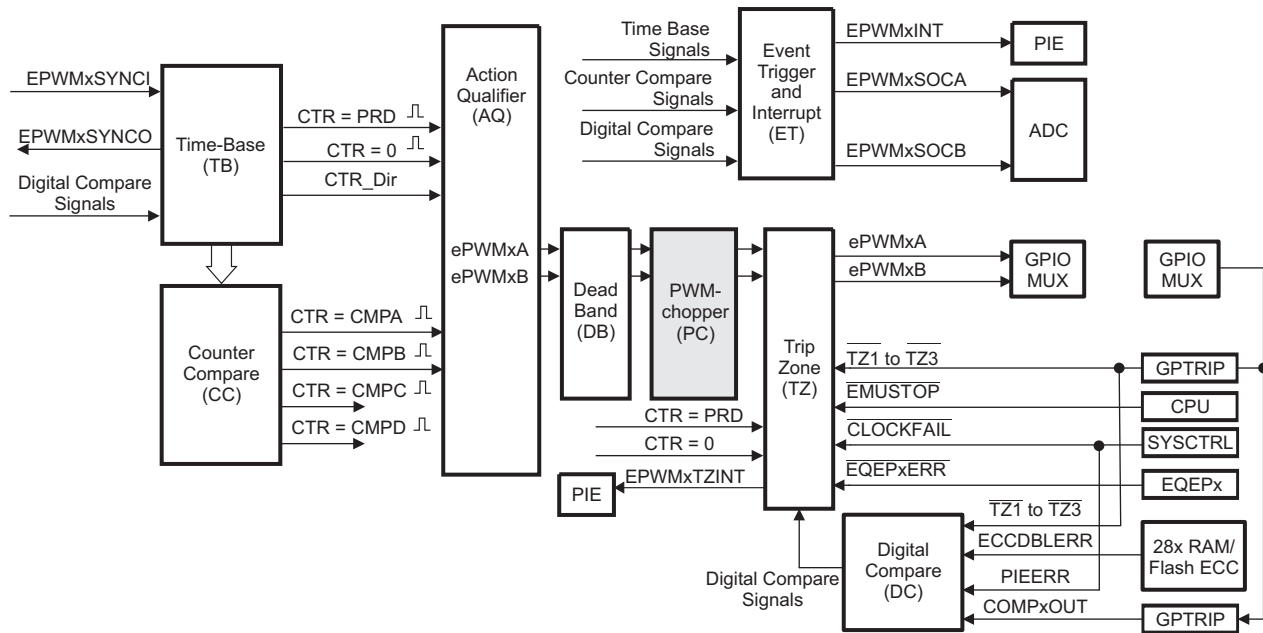 EPWMxSYNCI
EPWMxSYNCO
Digital Compare
Signals
Time-Base
(TB)
CTR = PRD
CTR = 0
CTR_Dir
Action
Qualifier
(AQ)
ePWMxA
ePWMxB
Counter
Compare
(CC)
CTR = CMPA
CTR = CMPB
CTR = CMPC
CTR = CMPD
Time Base
Signals
Counter Compare
Signals
Digital Compare
Signals
Event
Trigger
and
Interrupt
(ET)
EPWMxINT
EPWMxSOCA
EPWMxSOCB
PIE
ADC
Dead
Band
(DB)
PWM-
chopper
(PC)
Trip
Zone
(TZ)
CTR = PRD
CTR = 0
EPWMxTZINT
PIE
ePWMxA
ePWMxB
GPIO
MUX
GPIO
MUX
TZ1 to TZ3
GPTRIP
EMUSTOP
CPU
CLOCKFAIL
SYSCTRL
EQEPxERR
EQEPx
Digital Compare
Signals
Digital
Compare
(DC)
TZ1 to TZ3
ECCDBLERR
28x RAM/
Flash ECC
PIEERR
COMPxOUT
GPTRIP